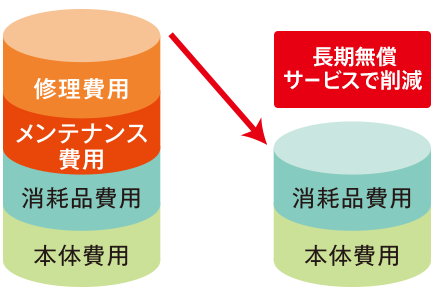 修理費用
メンテナンス
費用
消耗品費用
本体費用
長期無償
サービスで削減
消耗品費用
本体費用